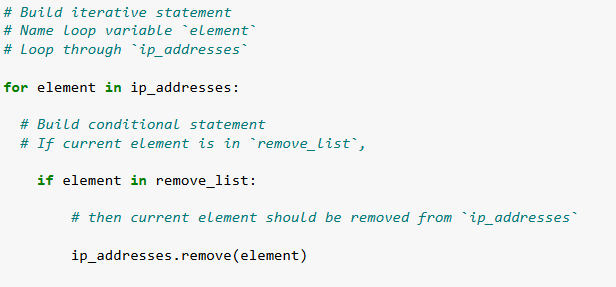 # Build iterative statement
# Name loop variable `element`
# Loop through `ip_addresses`
for element in ip_addresses:
# Build conditional statement
# If current element is in `remove_list`,
if element in remove_list:
# then current element should be removed from `ip_addresses`
ip_addresses.remove(element)